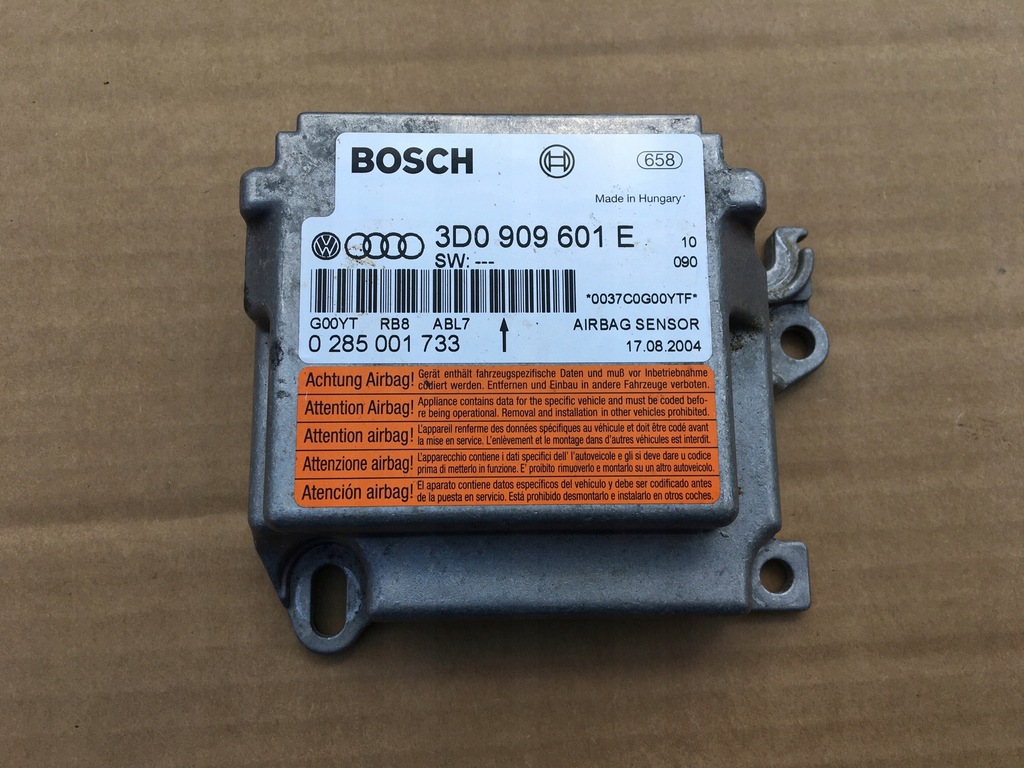 BOSCH
658
Made in Hungary
3D0 909 601 E
10
SW: ---
090
*0037C0G00YTF*
G00YT RB8 ABL7
AIRBAG SENSOR
0 285 001 733
17.08.2004
Achtung Airbag! Gerät enthält fahrzeugspezifische Daten und muß vor Inbetriebnahme
codiert werden. Entfernen und Einbau in andere Fahrzeuge verboten.
Attention Airbag! Appliance contains data for the specific vehicle and must be coded befo-
re being operational. Removal and installation in other vehicles prohibited.
Attention airbag! L'appareil renferme des données spécifiques au véhicule et doit être codé avant
la mise en service. L'enlèvement et le montage dans d'autres véhicules est interdit.
Attenzione airbag! L'apparecchio contiene i dati specifici dell' l'autoveicolo e gli si deve dare u codice
prima di metterlo in funzione. E' proibito rimuoverlo e montarlo su un altro autoveicolo.
Atención airbag! El aparato contiene datos específicos del vehículo y debe ser codificado antes
de la puesta en servicio. Está prohibido desmontarlo e instalarlo en otros coches.